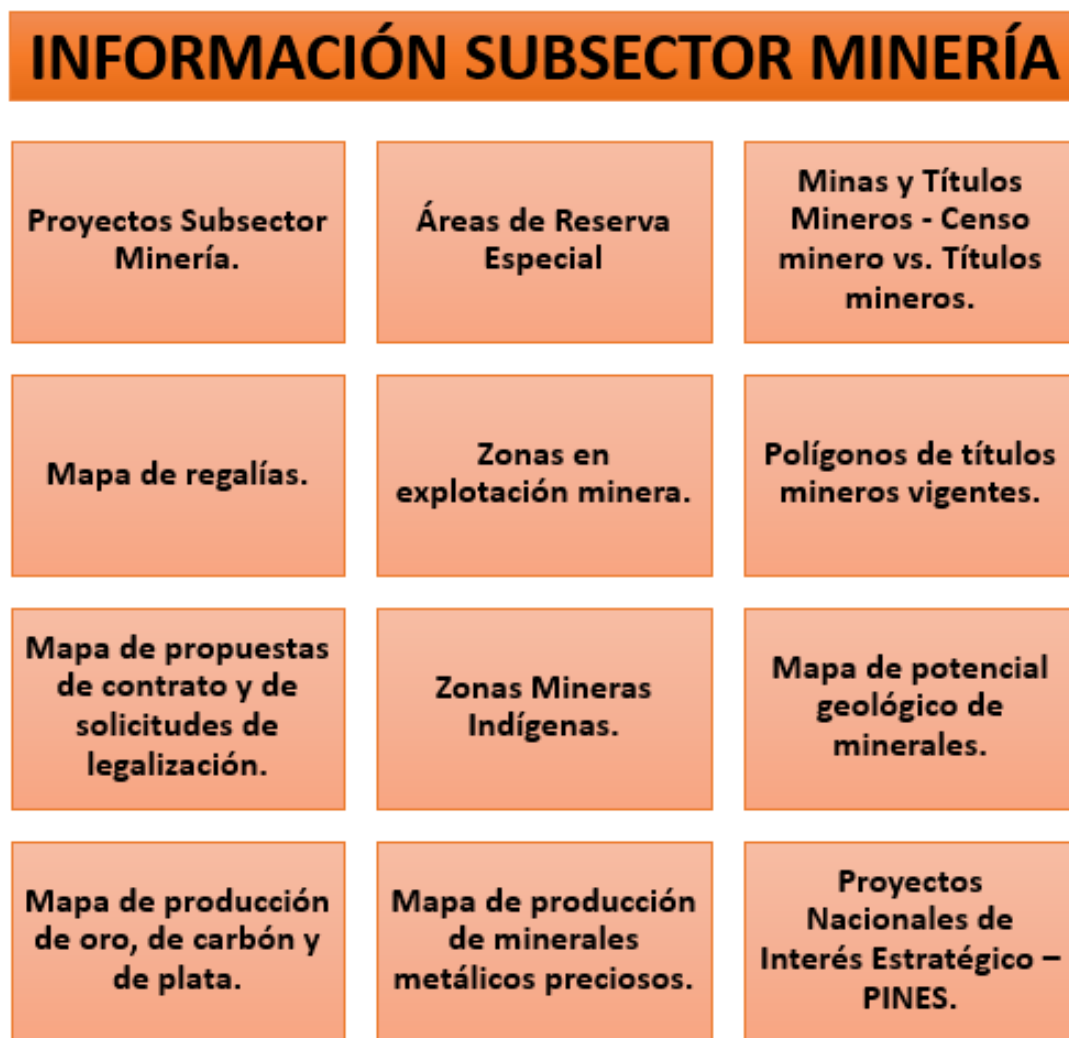 INFORMACIÓN SUBSECTOR MINERÍA
Proyectos Subsector
Minería.
Áreas de Reserva
Especial
Minas y Títulos
Mineros - Censo
minero vs. Títulos
mineros.
Mapa de regalías.
Zonas en
explotación minera.
Polígonos de títulos
mineros vigentes.
Mapa de propuestas
de contrato y de
solicitudes de
legalización.
Zonas Mineras
Indígenas.
Mapa de potencial
geológico de
minerales.
Mapa de producción
de oro, de carbón y
de plata.
Mapa de producción
de minerales
metálicos preciosos.
Proyectos
Nacionales de
Interés Estratégico –
PINES.